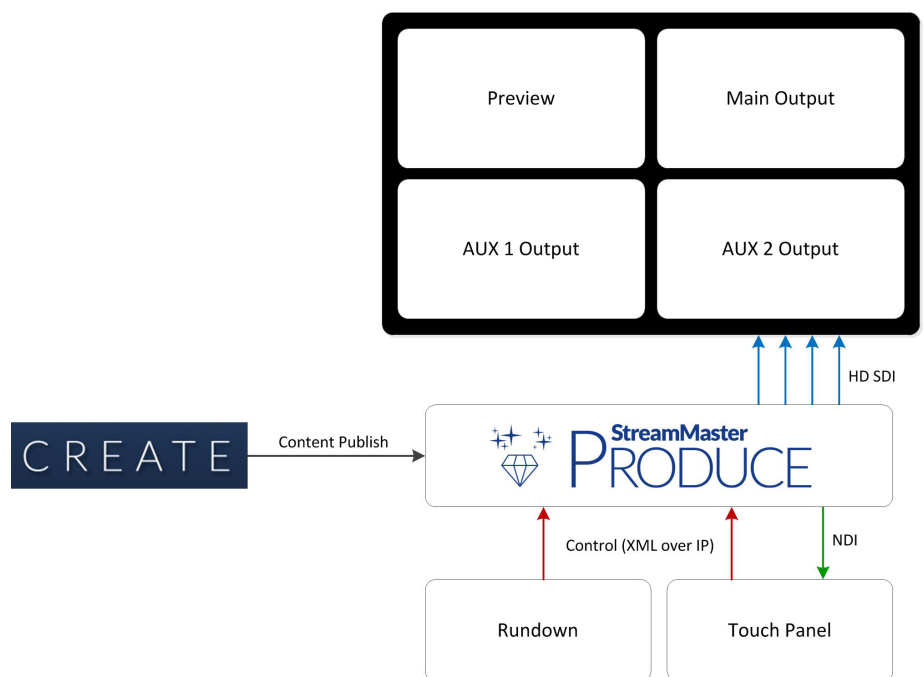 Preview
Main Output
AUX 1 Output
AUX 2 Output
HD SDI
CREATE
Content Publish
StreamMaster
PRODUCE
Control (XML over IP)
NDI
Rundown
Touch Panel